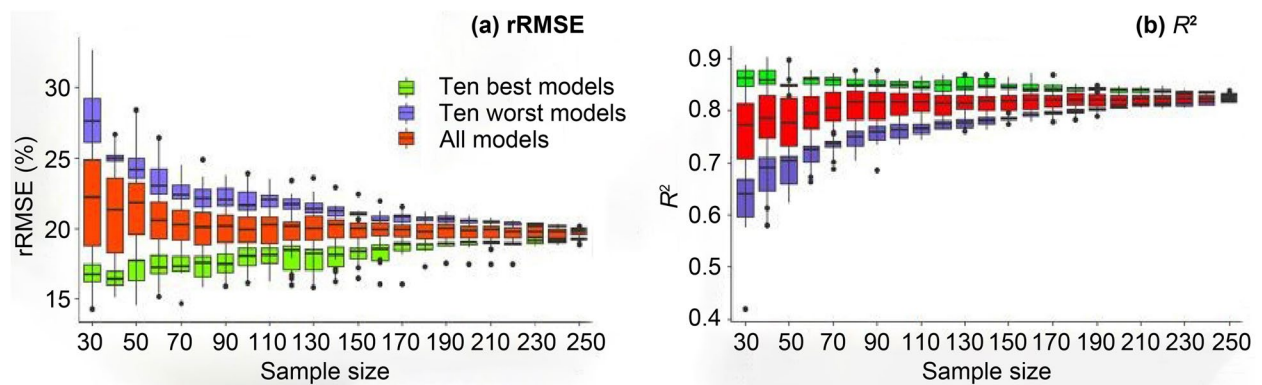 (a) rRMSE
Ten best models
Ten worst models
All models
rRMSE (%)
30
25
20
15
30 50 70 90 110 130 150 170 190 210 230 250
Sample size
(b) R²
R²
0.9
0.8
0.7
0.6
0.5
0.4
30 50 70 90 110 130 150 170 190 210 230 250
Sample size